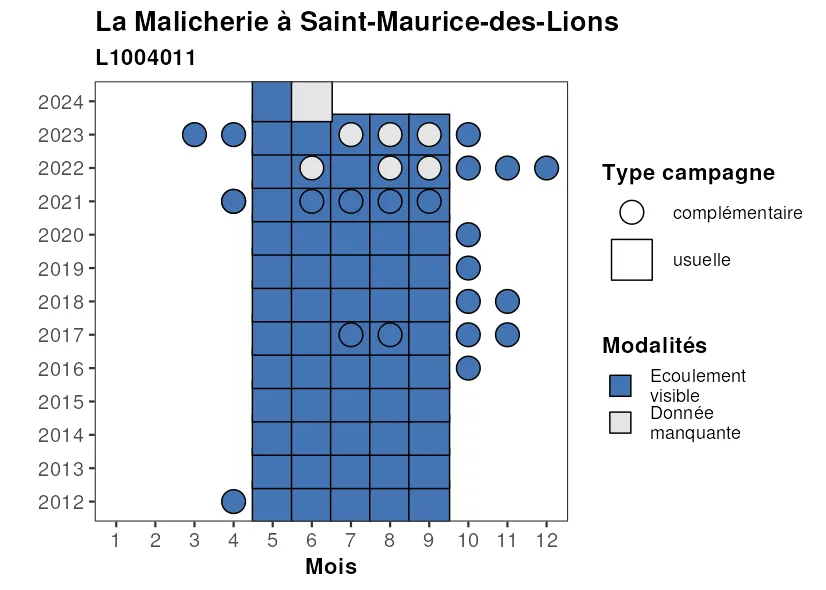 La Malicherie à Saint-Maurice-des-Lions
L1004011
2024
2023
2022
2021
2020
2019
2018
2017
2016
2015
2014
2013
2012
1 2 3 4 5 6 7 8 9 10 11 12
Mois
Type campagne
complémentaire
usuelle
Modalités
Ecoulement
visible
Donnée
manquante